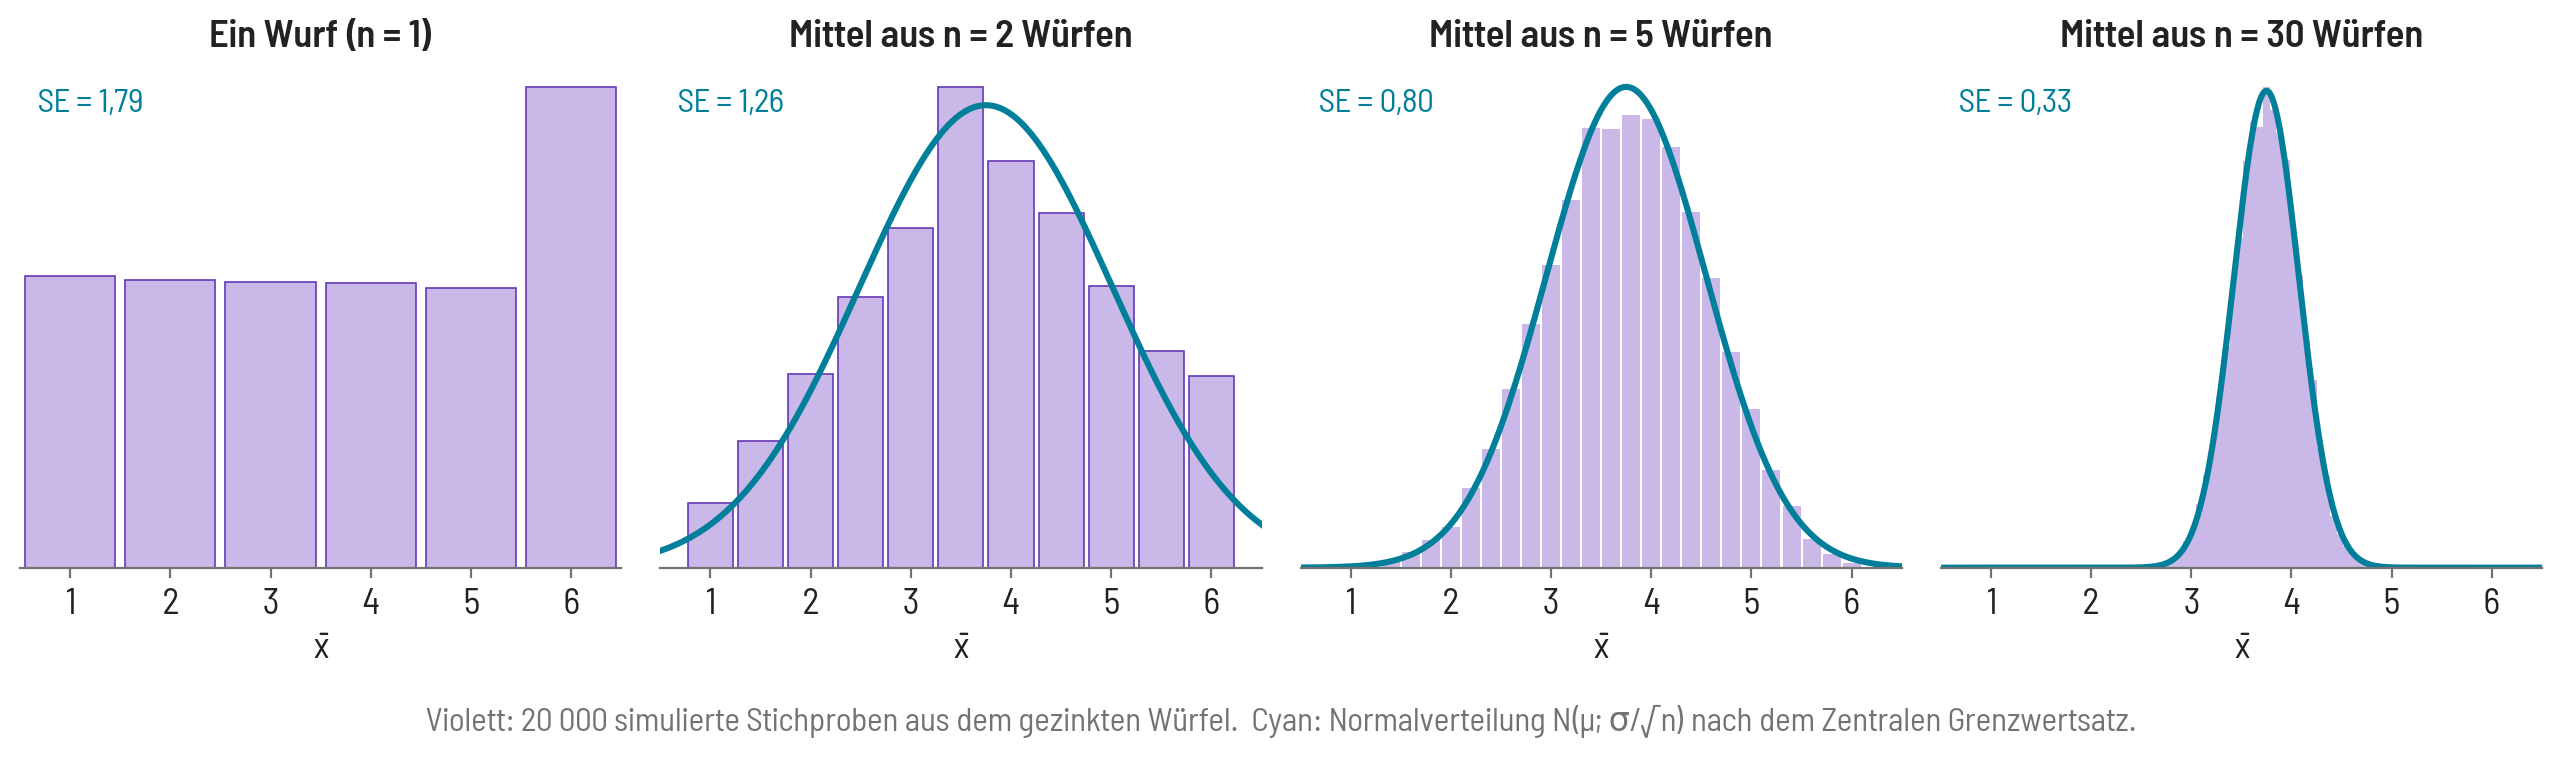 Ein Wurf (n = 1)
SE = 1,79
1 2 3 4 5 6
x̄
Mittel aus n = 2 Würfen
SE = 1,26
1 2 3 4 5 6
x̄
Mittel aus n = 5 Würfen
SE = 0,80
1 2 3 4 5 6
x̄
Mittel aus n = 30 Würfen
SE = 0,33
1 2 3 4 5 6
x̄
Violett: 20 000 simulierte Stichproben aus dem gezinkten Würfel. Cyan: Normalverteilung N(μ; σ/√n) nach dem Zentralen Grenzwertsatz.